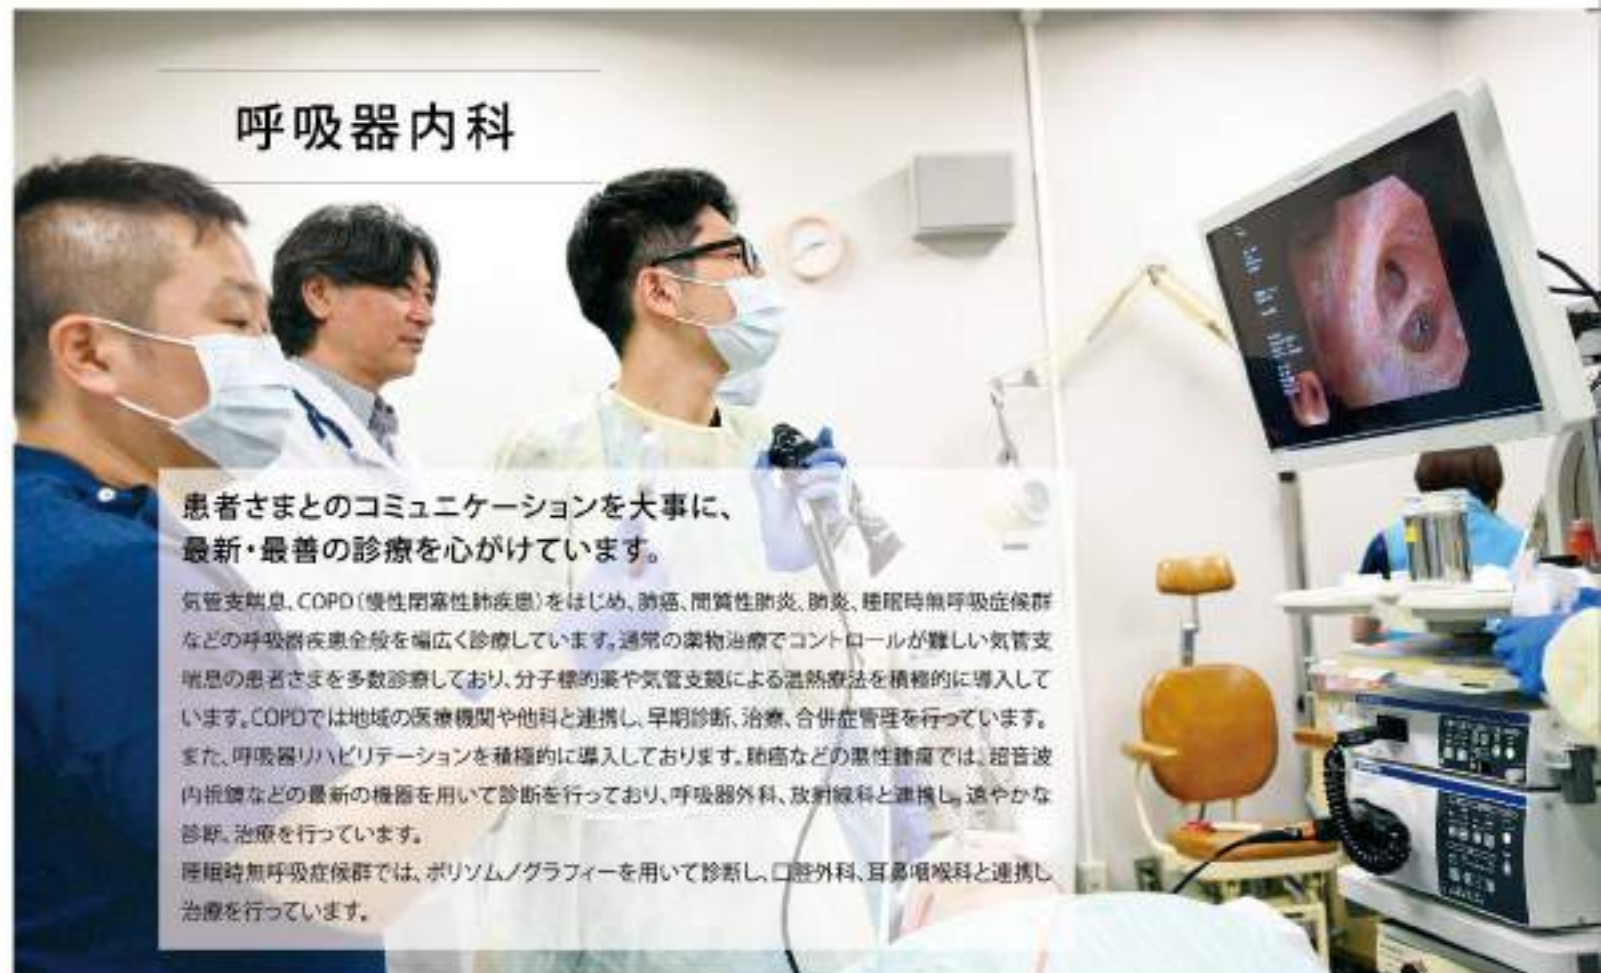 呼吸器内科
患者さまとのコミュニケーションを大事に、
最新・最善の診療を心がけています。
気管支喘息、COPD(慢性閉塞性肺疾患)をはじめ、肺癌、間質性肺炎、肺炎、睡眠時無呼吸症候群
などの呼吸器疾患全般を幅広く診療しています。通常の薬物治療でコントロールが難しい気管支
喘息の患者さまを多数診療しており、分子標的薬や気管支鏡による温熱療法を積極的に導入して
います。COPDでは地域の医療機関や他科と連携し、早期診断、治療、合併症管理を行っています。
また、呼吸器リハビリテーションを積極的に導入しております。肺癌などの悪性腫瘍では、超音波
内視鏡などの最新の機器を用いて診断を行っており、呼吸器外科、放射線科と連携し、速やかな
診断、治療を行っています。
睡眠時無呼吸症候群では、ポリソムノグラフィーを用いて診断し、口腔外科、耳鼻咽喉科と連携し
治療を行っています。